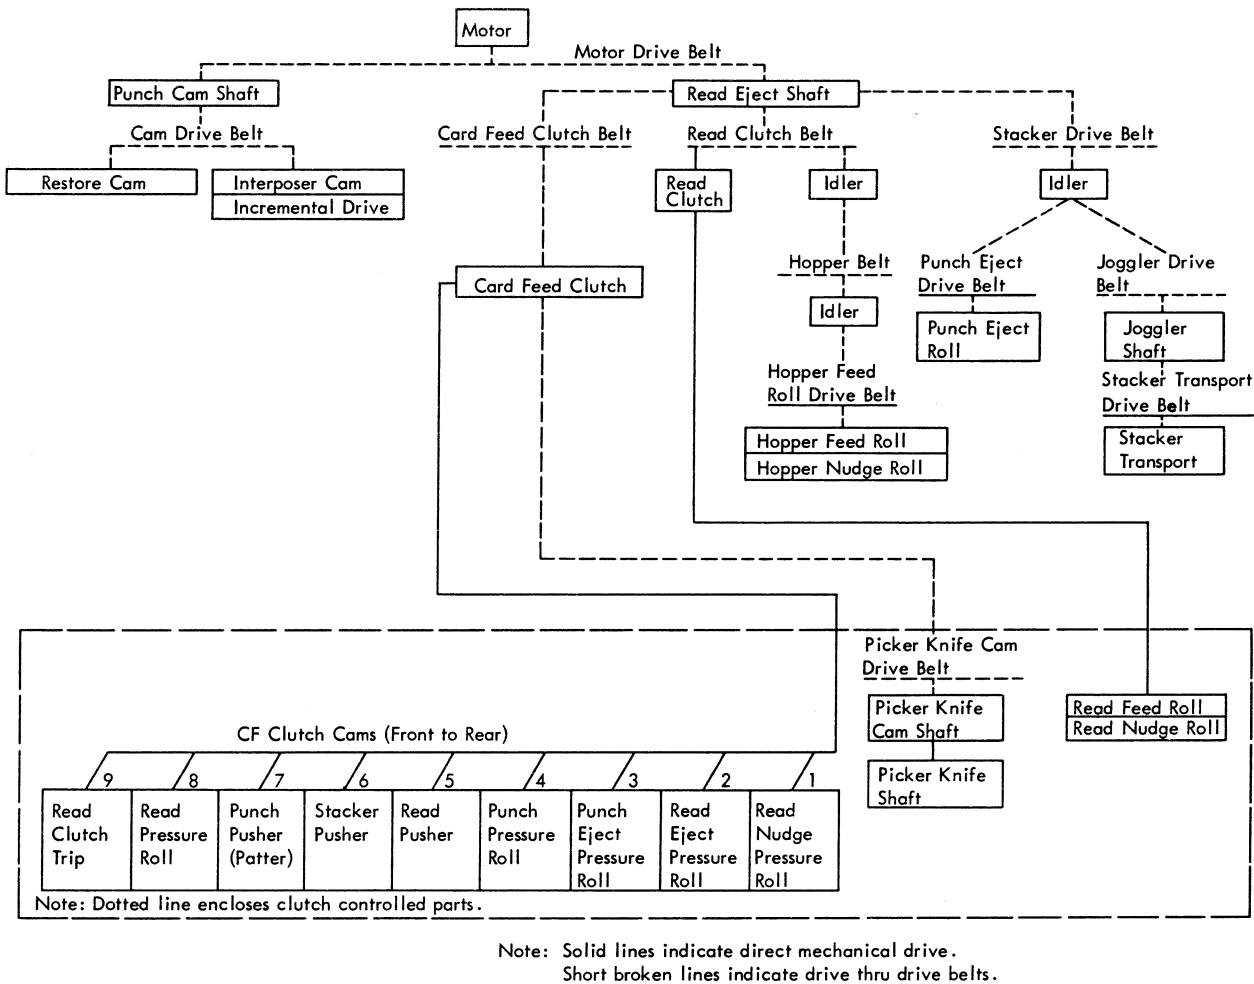 Motor
Motor Drive Belt
Punch Cam Shaft
Read Eject Shaft
Cam Drive Belt
Card Feed Clutch Belt
Read Clutch Belt
Stacker Drive Belt
Restore Cam
Interposer Cam
Incremental Drive
Read
Clutch
Idler
Idler
Card Feed Clutch
Hopper Belt
Idler
Hopper Feed
Roll Drive Belt
Hopper Feed Roll
Hopper Nudge Roll
Punch Eject
Drive Belt
Punch Eject
Roll
Joggler Drive
Belt
Joggler
Shaft
Stacker Transport
Drive Belt
Stacker
Transport
Picker Knife Cam
Drive Belt
Picker Knife
Cam Shaft
Picker Knife
Shaft
Read Feed Roll
Read Nudge Roll
CF Clutch Cams (Front to Rear)
9 8 7 6 5 4 3 2 1
Read
Clutch
Trip
Read
Pressure
Roll
Punch
Pusher
(Patter)
Stacker
Pusher
Read
Pusher
Punch
Pressure
Roll
Punch
Eject
Pressure
Roll
Read
Eject
Pressure
Roll
Read
Nudge
Pressure
Roll
Note: Dotted line encloses clutch controlled parts.
Note: Solid lines indicate direct mechanical drive.
Short broken lines indicate drive thru drive belts.